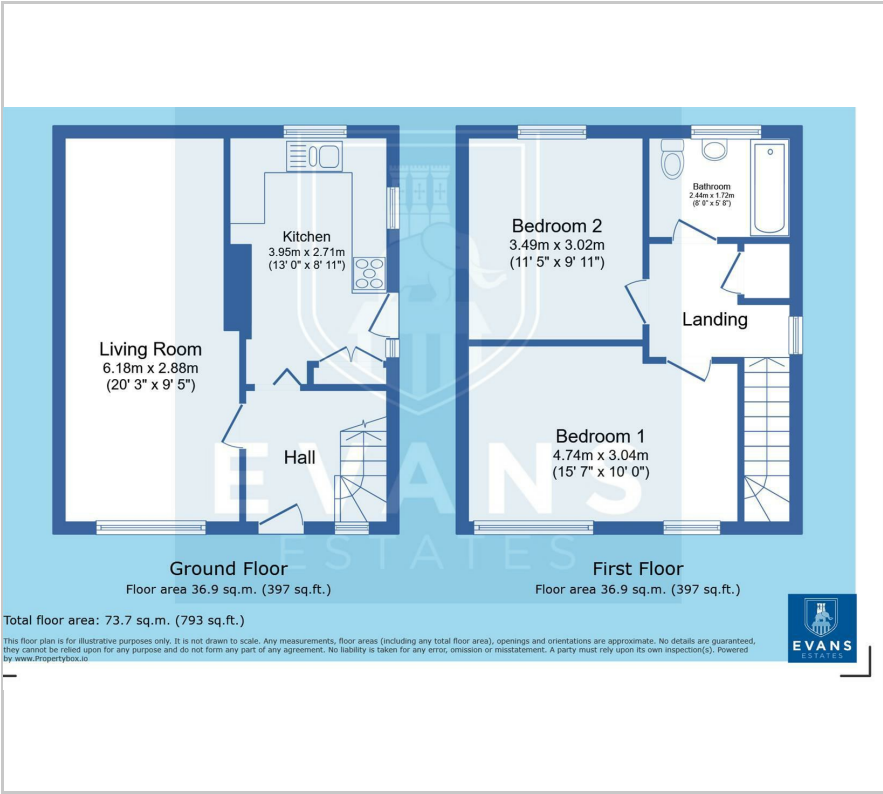 Kitchen
3.95m x 2.71m
(13' 0" x 8' 11")
Living Room
6.18m x 2.88m
(20' 3" x 9' 5")
Hall
Bathroom
2.44m x 1.72m
(8' 0" x 5' 8")
Bedroom 2
3.49m x 3.02m
(11' 5" x 9' 11")
Landing
Bedroom 1
4.74m x 3.04m
(15' 7" x 10' 0")
EVANS
ESTATES
Ground Floor
Floor area 36.9 sq.m. (397 sq.ft.)
First Floor
Floor area 36.9 sq.m. (397 sq.ft.)
Total floor area: 73.7 sq.m. (793 sq.ft.)
This floor plan is for illustrative purposes only. It is not drawn to scale. Any measurements, floor areas (including any total floor area), openings and orientations are approximate. No details are guaranteed,
they cannot be relied upon for any purpose and do not form any part of any agreement. No liability is taken for any error, omission or misstatement. A party must rely upon its own inspection(s). Powered
by www.Propertybox.io
EVANS
ESTATES